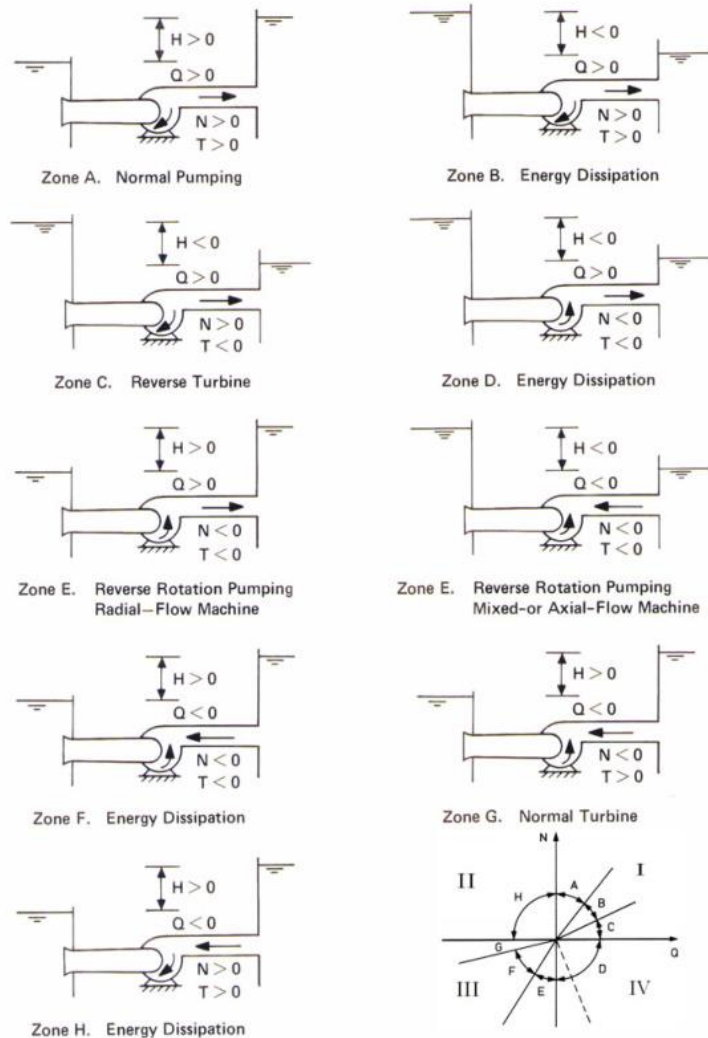 H > 0
Q > 0
N > 0
T > 0
Zone A. Normal Pumping
H < 0
Q > 0
N > 0
T > 0
Zone B. Energy Dissipation
H < 0
Q > 0
N > 0
T < 0
Zone C. Reverse Turbine
H < 0
Q > 0
N < 0
T < 0
Zone D. Energy Dissipation
H > 0
Q > 0
N < 0
T < 0
Zone E. Reverse Rotation Pumping
Radial—Flow Machine
H < 0
Q < 0
N < 0
T < 0
Zone E. Reverse Rotation Pumping
Mixed-or Axial-Flow Machine
H > 0
Q < 0
N < 0
T < 0
Zone F. Energy Dissipation
H > 0
Q < 0
N < 0
T > 0
Zone G. Normal Turbine
H > 0
Q < 0
N > 0
T > 0
Zone H. Energy Dissipation
N
I
II
H
A
B
C
G
Q
F
D
III
E
IV